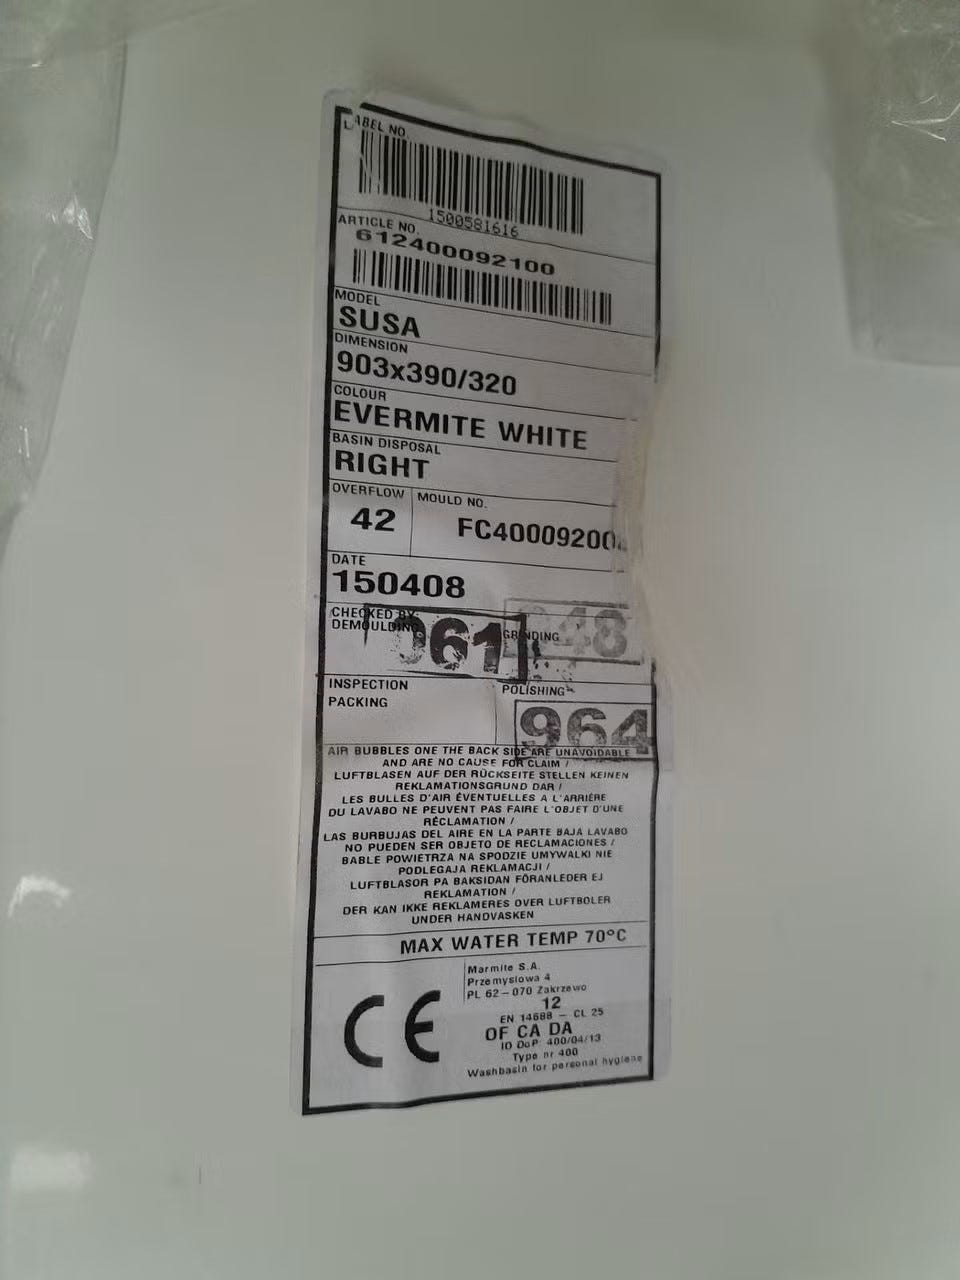 LABEL NO.
1500581616
ARTICLE NO.
612400092100
MODEL
SUSA
DIMENSION
903x390/320
COLOUR
EVERMITE WHITE
BASIN DISPOSAL
RIGHT
OVERFLOW MOULD NO.
42 FC40009200
DATE
150408
CHECKED BY:
DEMOULDING 061 GRINDING 48
INSPECTION POLISHING
PACKING 964
AIR BUBBLES ONE THE BACK SIDE ARE UNAVOIDABLE
AND ARE NO CAUSE FOR CLAIM /
LUFTBLASEN AUF DER RÜCKSEITE STELLEN KEINEN
REKLAMATIONSGRUND DAR /
LES BULLES D'AIR ÉVENTUELLES A L'ARRIÉRE
DU LAVABO NE PEUVENT PAS FAIRE L'OBJET D'UNE
RÉCLAMATION /
LAS BURBUJAS DEL AIRE EN LA PARTE BAJA LAVABO
NO PUEDEN SER OBJETO DE RECLAMACIONES /
BABLE POWIETRZA NA SPODZIE UMYWALKI NIE
PODLEGAJA REKLAMACJI /
LUFTBLASOR PA BAKSIDAN FÖRANLEDER EJ
REKLAMATION /
DER KAN IKKE REKLAMERES OVER LUFTBOLER
UNDER HANDVASKEN
MAX WATER TEMP 70°C
CE
Marmite S.A.
Przemyslowa 4
PL 62-070 Zakrzewo
12
EN 14688 - CL 25
OF CA DA
ID DoP: 400/04/13
Type nr 400
Washbasin for personal hygiene